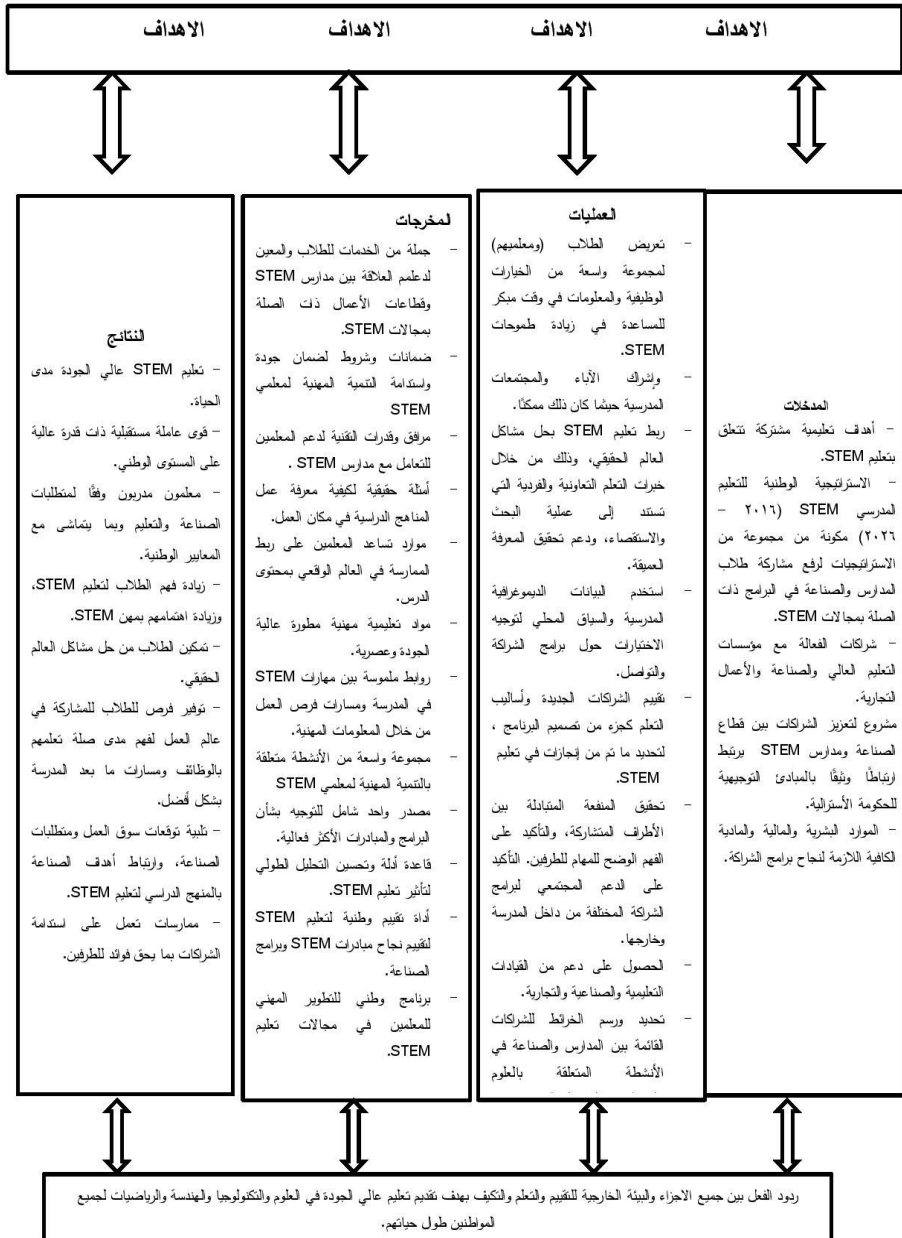 الاهداف الاهداف الاهداف الاهداف
المدخلات
– أهدف تعليمية مشتركة تتعلق
بتعليم STEM.
– الاستراتيجية الوطنية للتعليم
المدرسي STEM (٢٠١٦ –
٢٠٢٦) مكونة من مجموعة من
الاستراتيجيات لرفع مشاركة طلاب
المدارس والصناعة في البرامج ذات
الصلة بمجالات STEM.
– شراكات الفعالة مع مؤسسات
التعليم العالي والصناعة والأعمال
التجارية.
مشروع لتعزيز الشراكات بين قطاع
الصناعة ومدارس STEM يرتبط
ارتباطًا وثيقًا بالمبادئ التوجيهية
للحكومة الأسترالية.
– الموارد البشرية والمالية والمادية
الكافية اللازمة لنجاح برامج الشراكة.
العمليات
– تعريض الطلاب (ومعلميهم)
لمجموعة واسعة من الخيارات
الوظيفية والمعلومات في وقت مبكر
للمساعدة في زيادة طموحات
STEM.
– وإشراك الآباء والمجتمعات
المدرسية حيثما كان ذلك ممكنًا.
– ربط تعليم STEM بحل مشاكل
العالم الحقيقي، وذلك من خلال
خبرات التعلم التعاونية والفردية التي
تستند إلى عملية البحث
والاستقصاء، ودعم تحقيق المعرفة
العميقة.
– استخدم البيانات الديموغرافية
المدرسية والسياق المحلي لتوجيه
الاختيارات حول برامج الشراكة
والتواصل.
– تقييم الشراكات الجديدة وأساليب
التعلم كجزء من تصميم البرنامج ،
لتحديد ما تم من إنجازات في تعليم
STEM.
– تحقيق المنفعة المتبادلة بين
الأطراف المتشاركة، والتأكيد على
الفهم الوضح للمهام للطرفين. التأكيد
على الدعم المجتمعي لبرامج
الشراكة المختلفة من داخل المدرسة
وخارجها.
– الحصول على دعم من القيادات
التعليمية والصناعية والتجارية.
– تحديد ورسم الخرائط للشراكات
القائمة بين المدارس والصناعة في
الأنشطة المتعلقة بالعلوم
المخرجات
– جملة من الخدمات للطلاب والمعين
لدعلمم العلاقة بين مدارس STEM
وقطاعات الأعمال ذات الصلة
بمجالات STEM.
– ضمانات وشروط لضمان جودة
واستدامة التنمية المهنية لمعلمي
STEM
– مرافق وقدرات التقنية لدعم المعلمين
للتعامل مع مدارس STEM .
– أمثلة حقيقية لكيفية معرفة عمل
المناهج الدراسية في مكان العمل.
– موارد تساعد المعلمين على ربط
الممارسة في العالم الوقعي بمحتوى
الدرس.
– مواد تعليمية مهنية مطورة عالية
الجودة وعصرية.
– روابط ملموسة بين مهارات STEM
في المدرسة ومسارات فرص العمل
من خلال المعلومات المهنية.
– مجموعة واسعة من الأنشطة متعلقة
بالتنمية المهنية لمعلمي STEM
– مصدر واحد شامل للتوجيه بشأن
البرامج والمبادرات الأكثر فعالية.
– قاعدة أدلة وتحسين التحليل الطولي
لتأثير تعليم STEM.
– أداة تقييم وطنية لتعليم STEM
لتقييم نجاح مبادرات STEM وبرامج
الصناعة.
– برنامج وطني للتطوير المهني
للمعلمين في مجالات تعليم
STEM.
النتائج
– تعليم STEM عالي الجودة مدى
الحياة.
– قوى عاملة مستقبلية ذات قدرة عالية
على المستوى الوطني.
– معلمون مدربون وفقًا لمتطلبات
الصناعة والتعليم وبما يتماشى مع
المعايير الوطنية.
– زيادة فهم الطلاب لتعليم STEM،
وزيادة اهتمامهم بمهن STEM.
– تمكين الطلاب من حل مشاكل العالم
الحقيقي.
– توفير فرص للطلاب للمشاركة في
عالم العمل لفهم مدى صلة تعلمهم
بالوظائف ومسارات ما بعد المدرسة
بشكل أفضل.
– تلبية توقعات سوق العمل ومتطلبات
الصناعة، وارتباط أهدف الصناعة
بالمنهج الدراسي لتعليم STEM.
– ممارسات تعمل على استدامة
الشراكات بما يحق فوائد للطرفين.
ردود الفعل بين جميع الاجزاء والبيئة الخارجية للتقييم والتعلم والتكيف بهدف تقديم تعليم عالي الجودة في العلوم والتكنولوجيا والهندسة والرياضيات لجميع
المواطنين طول حياتهم.